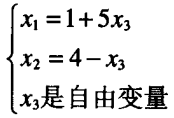 x₁ = 1 + 5x₃
x₂ = 4 − x₃
x₃是自由变量